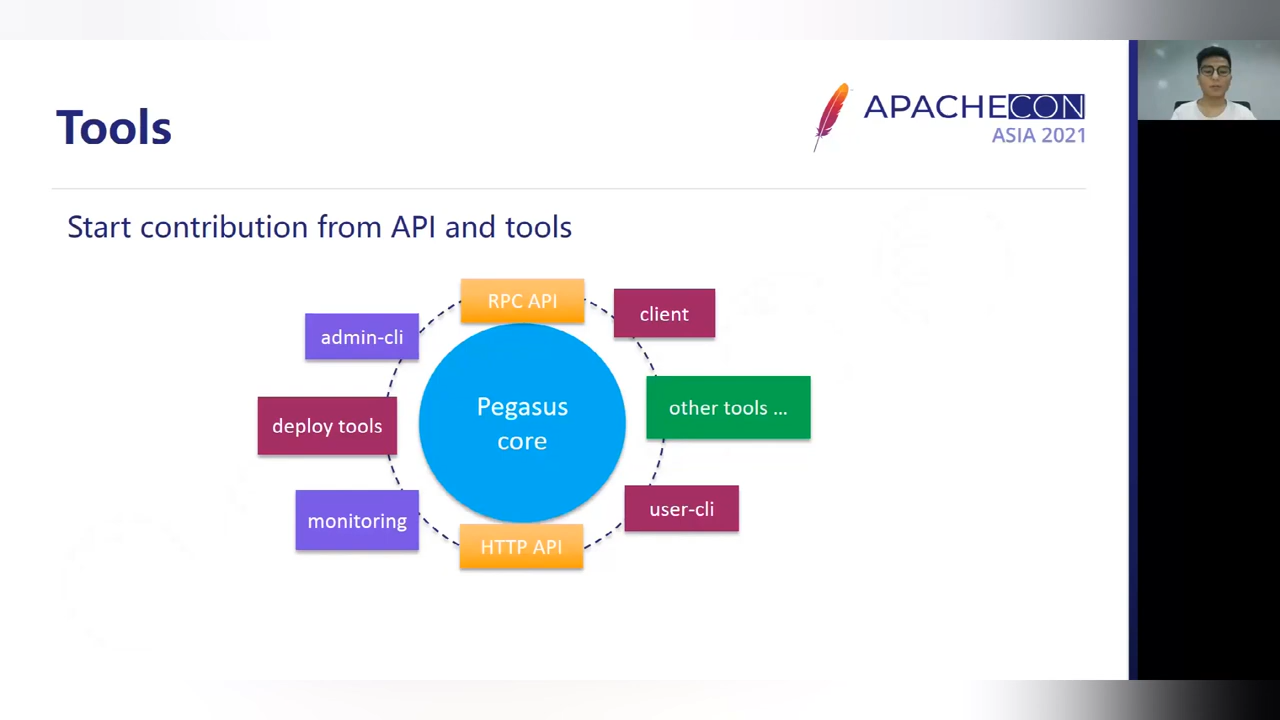 Tools
APACHECON
ASIA 2021
Start contribution from API and tools
RPC API
client
admin-cli
Pegasus
core
other tools ...
deploy tools
user-cli
monitoring
HTTP API